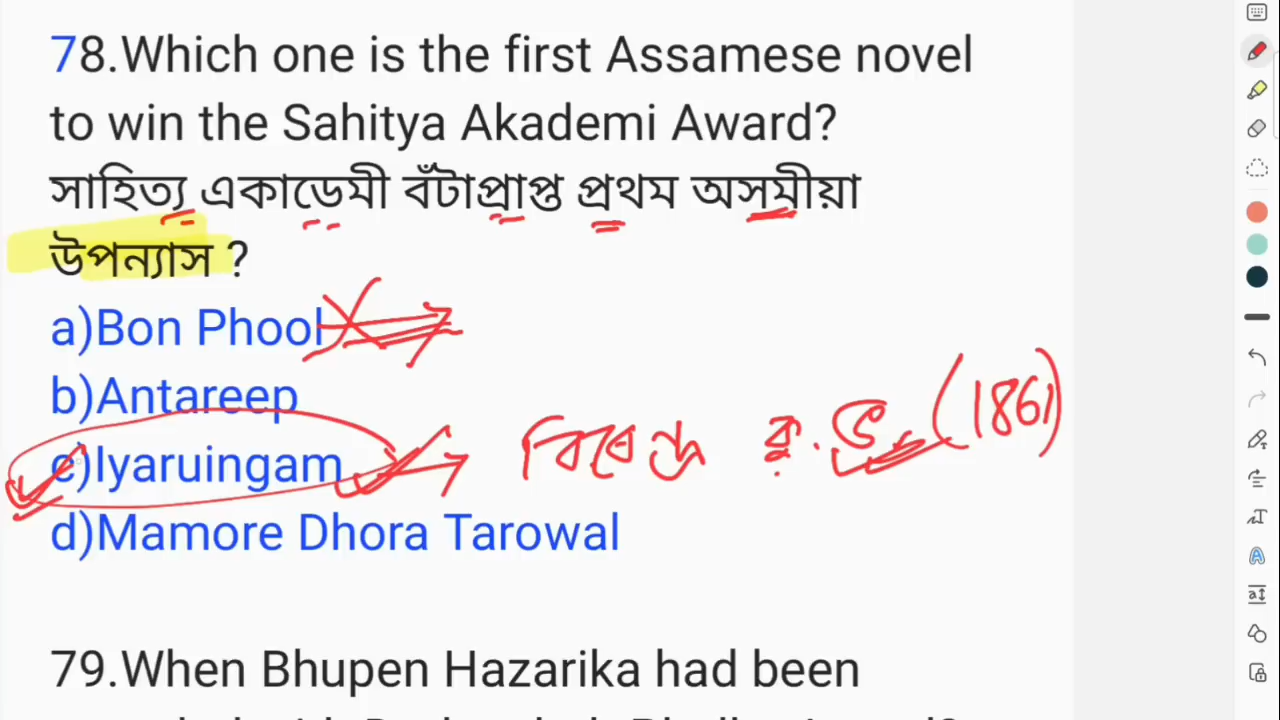 78.Which one is the first Assamese novel
to win the Sahitya Akademi Award?
সাহিত্য একাডেমী বঁটাপ্ৰাপ্ত প্ৰথম অসমীয়া
উপন্যাস ?
a)Bon Phool
b)Antareep
c)Iyaruingam
কু. ভ. (1861)
d)Mamore Dhora Tarowal
79.When Bhupen Hazarika had been